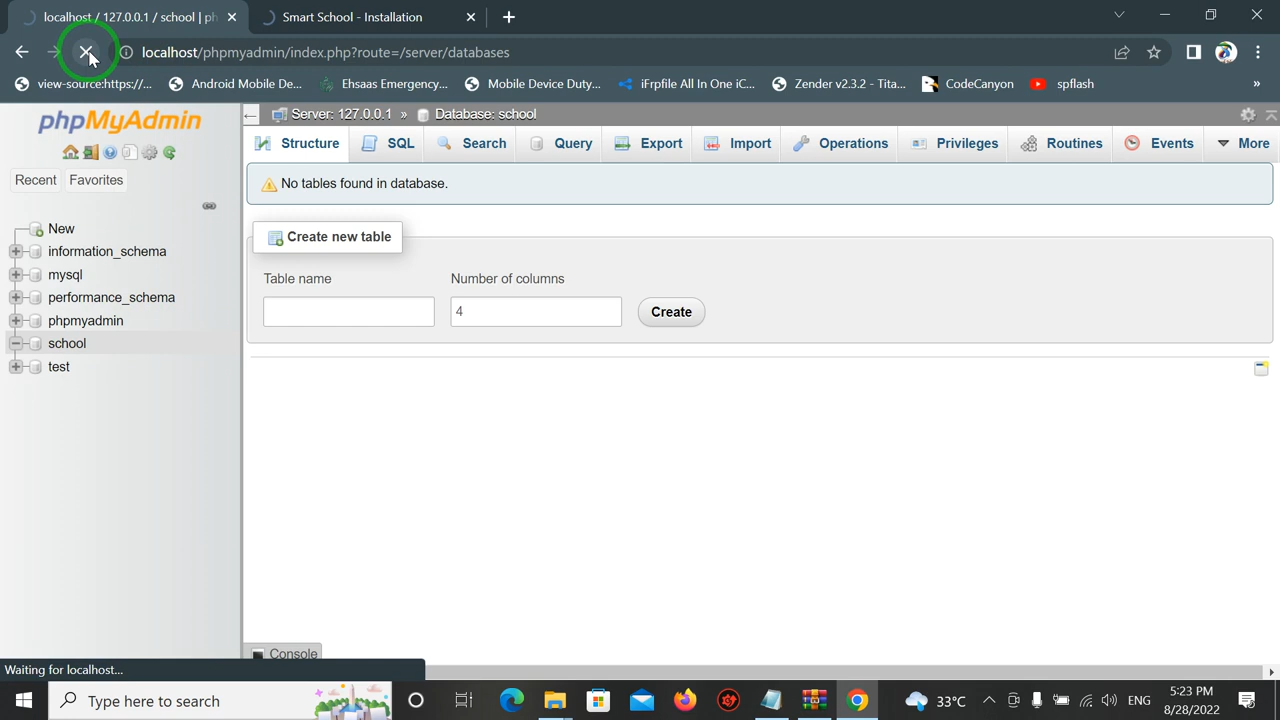 localhost / 127.0.0.1 / school | ph
Smart School - Installation
localhost/phpmyadmin/index.php?route=/server/databases
view-source:https://...
Android Mobile De...
Ehsaas Emergency...
Mobile Device Duty...
iFrpfile All In One iC...
Zender v2.3.2 - Tita...
CodeCanyon
spflash
»
phpMyAdmin
Server: 127.0.0.1 » Database: school
Structure
SQL
Search
Query
Export
Import
Operations
Privileges
Routines
Events
More
Recent
Favorites
No tables found in database.
New
information_schema
mysql
performance_schema
phpmyadmin
school
test
Create new table
Table name
Number of columns
4
Create
Console
Waiting for localhost...
Type here to search
33°C
ENG
5:23 PM
8/28/2022